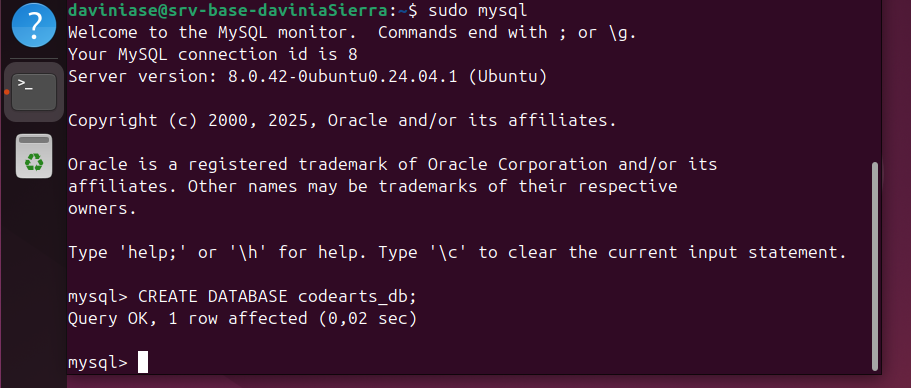 daviniase@srv-base-daviniaSierra:~$ sudo mysql
Welcome to the MySQL monitor.  Commands end with ; or \g.
Your MySQL connection id is 8
Server version: 8.0.42-0ubuntu0.24.04.1 (Ubuntu)
Copyright (c) 2000, 2025, Oracle and/or its affiliates.
Oracle is a registered trademark of Oracle Corporation and/or its
affiliates. Other names may be trademarks of their respective
owners.
Type 'help;' or '\h' for help. Type '\c' to clear the current input statement.
mysql> CREATE DATABASE codearts_db;
Query OK, 1 row affected (0,02 sec)
mysql>
?
>_